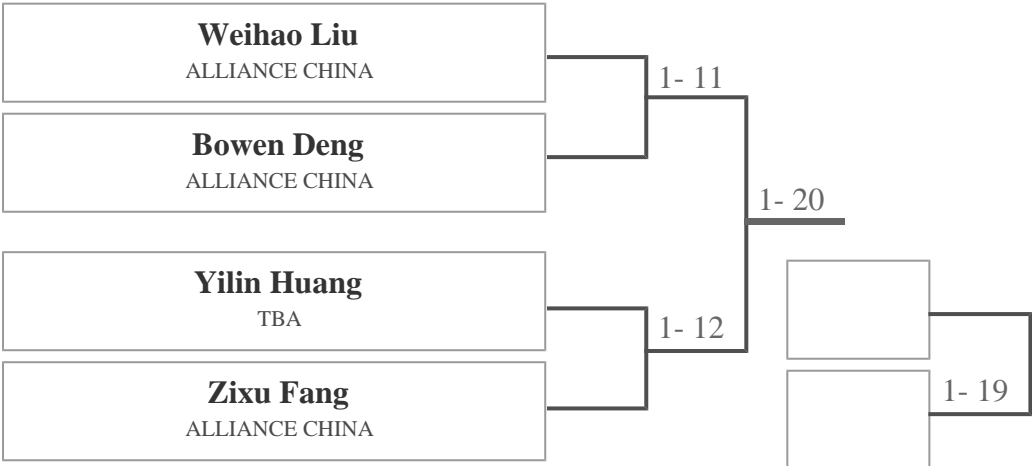 Weihao Liu
ALLIANCE CHINA
1- 11
Bowen Deng
ALLIANCE CHINA
1- 20
Yilin Huang
TBA
1- 12
Zixu Fang
ALLIANCE CHINA
1- 19